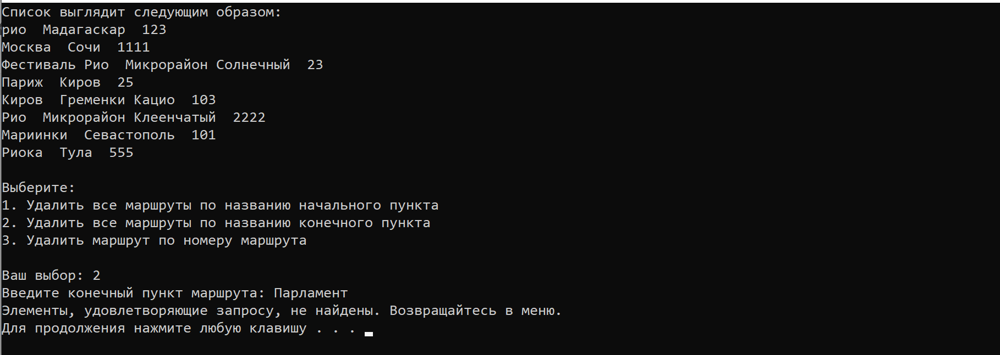 Список выглядит следующим образом:
рио  Мадагаскар  123
Москва  Сочи  1111
Фестиваль Рио  Микрорайон Солнечный  23
Париж  Киров  25
Киров  Гременки Кацио  103
Рио  Микрорайон Клеенчатый  2222
Мариинки  Севастополь  101
Риока  Тула  555
Выберите:
1. Удалить все маршруты по названию начального пункта
2. Удалить все маршруты по названию конечного пункта
3. Удалить маршрут по номеру маршрута
Ваш выбор: 2
Введите конечный пункт маршрута: Парламент
Элементы, удовлетворяющие запросу, не найдены. Возвращайтесь в меню.
Для продолжения нажмите любую клавишу . . .